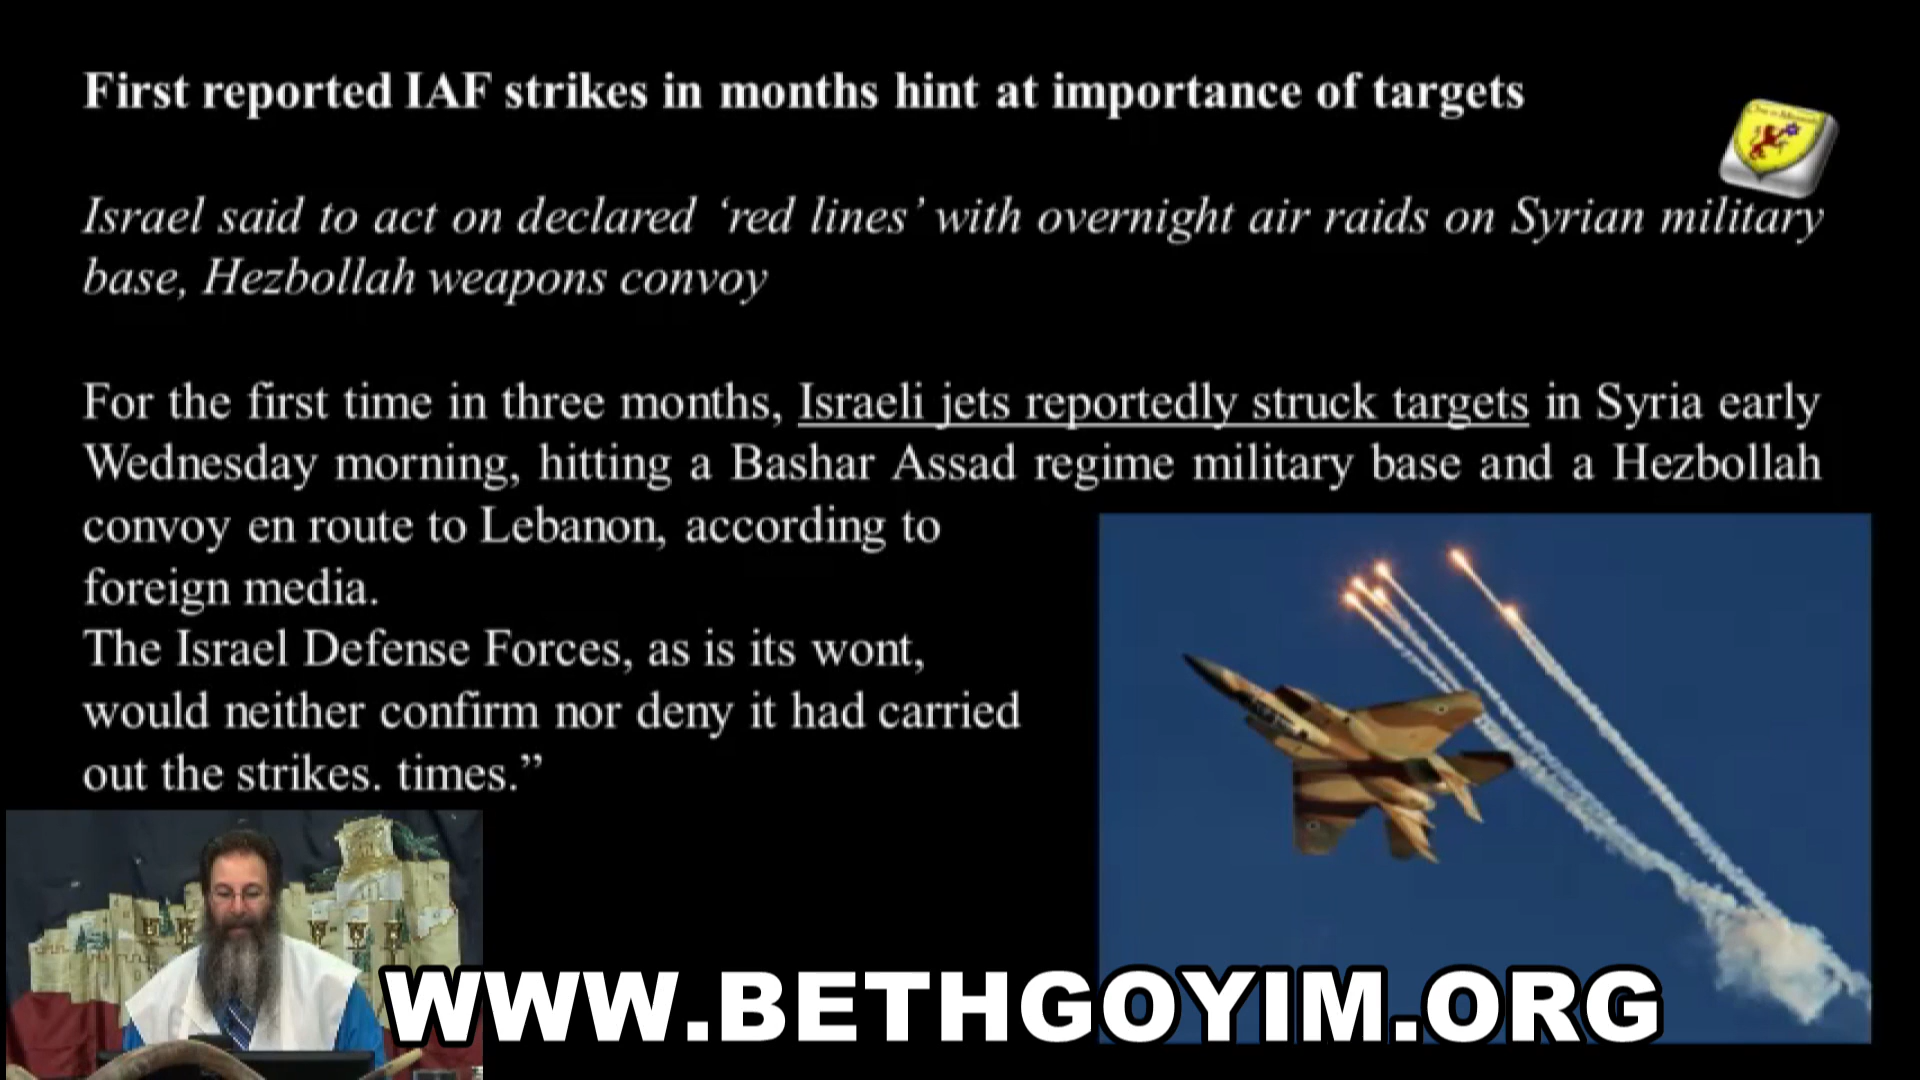 First reported IAF strikes in months hint at importance of targets
Israel said to act on declared ‘red lines’ with overnight air raids on Syrian military
base, Hezbollah weapons convoy
For the first time in three months, Israeli jets reportedly struck targets in Syria early
Wednesday morning, hitting a Bashar Assad regime military base and a Hezbollah
convoy en route to Lebanon, according to
foreign media.
The Israel Defense Forces, as is its wont,
would neither confirm nor deny it had carried
out the strikes. times.”
WWW.BETHGOYIM.ORG